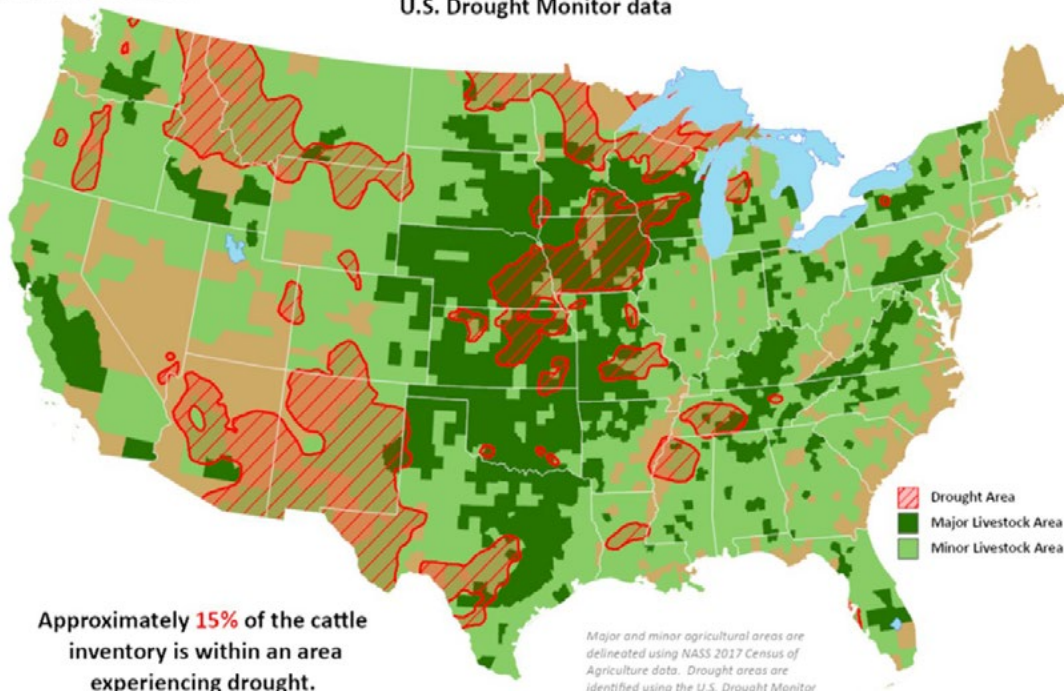 U.S. Drought Monitor data
Drought Area
Major Livestock Area
Minor Livestock Area
Approximately 15% of the cattle
inventory is within an area
experiencing drought.
Major and minor agricultural areas are
delineated using NASS 2017 Census of
Agriculture data. Drought areas are
identified using the U.S. Drought Monitor